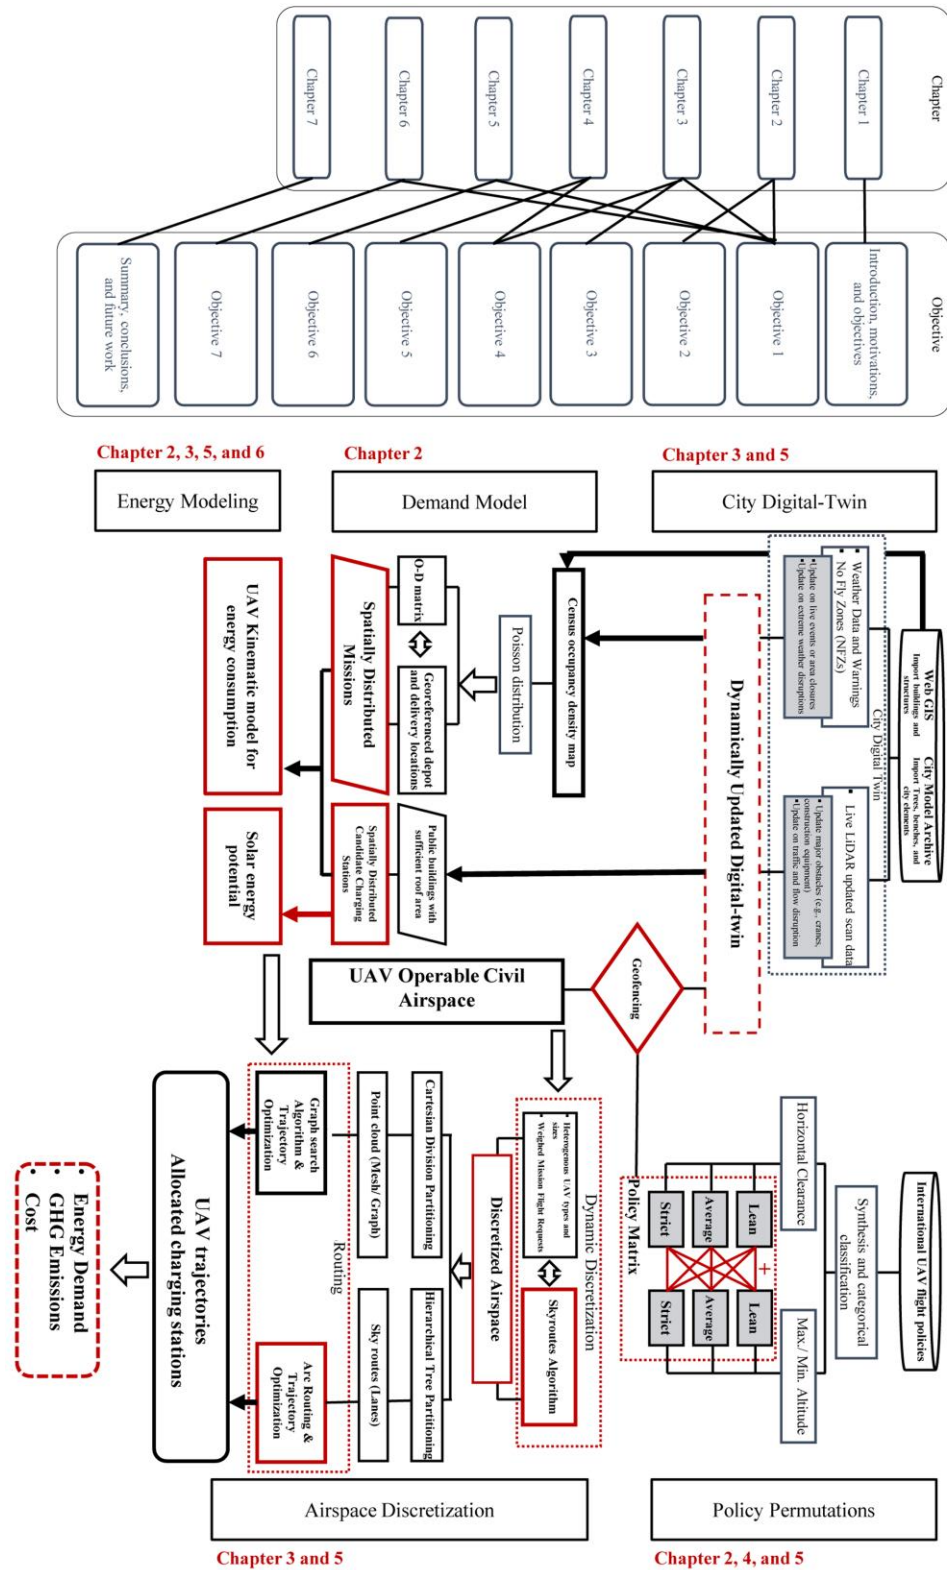 Chapter
Chapter 1
Chapter 2
Chapter 3
Chapter 4
Chapter 5
Chapter 6
Chapter 7
Objective
Introduction, motivations,
and objectives
Objective 1
Objective 2
Objective 3
Objective 4
Objective 5
Objective 6
Objective 7
Summary, conclusions,
and future work
Chapter 3 and 5
City Digital-Twin
Chapter 2
Demand Model
Chapter 2, 3, 5, and 6
Energy Modeling
Web GIS
Import buildings and
structures
City Model Archive
Import Trees, benches, and
city elements
City Digital Twin
Weather Data and Warnings
No Fly Zones (NFZs)
Update on live events or area closures
Update on extreme weather disruptions
Live LiDAR updated scan data
Update major obstacles (e.g., cranes,
construction equipment)
Update on traffic and flow disruption
Dynamically Updated Digital-twin
Census occupancy density map
Poisson distribution
O-D matrix
Georeferenced depot
and delivery locations
Spatially Distributed
Missions
Public buildings with
sufficient roof area
Spatially Distributed
Candidate Charging
Stations
UAV Kinematic model for
energy consumption
Solar energy
potential
Geofencing
UAV Operable Civil
Airspace
International UAV flight policies
Synthesis and categorical
classification
Horizontal Clearance
Max./ Min. Altitude
Lean
Average
Strict
+
Lean
Average
Strict
Policy Matrix
Dynamic Discretization
Heterogenous UAV types and
sizes
Weighed Mission Flight Requests
Skyroutes Algorithm
Discretized Airspace
Cartesian Division Partitioning
Hierarchical Tree Partitioning
Point cloud (Mesh/ Graph)
Sky routes (Lanes)
Routing
Graph search
Algorithm &
Trajectory
Optimization
Arc Routing &
Trajectory
Optimization
UAV trajectories
Allocated charging stations
Energy Demand
GHG Emissions
Cost
Policy Permutations
Chapter 2, 4, and 5
Airspace Discretization
Chapter 3 and 5